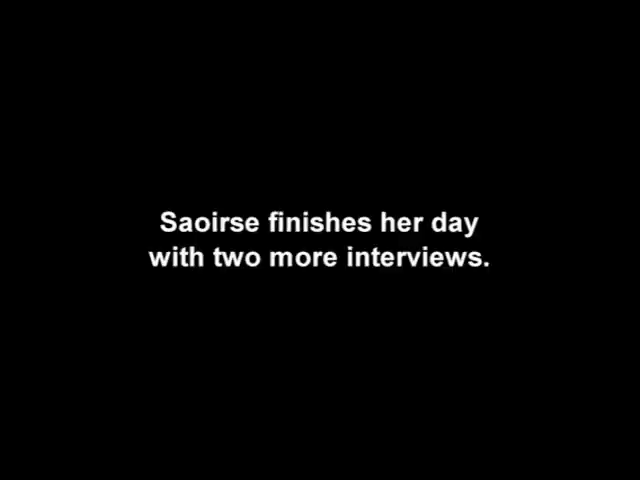 Saoirse finishes her day
with two more interviews.